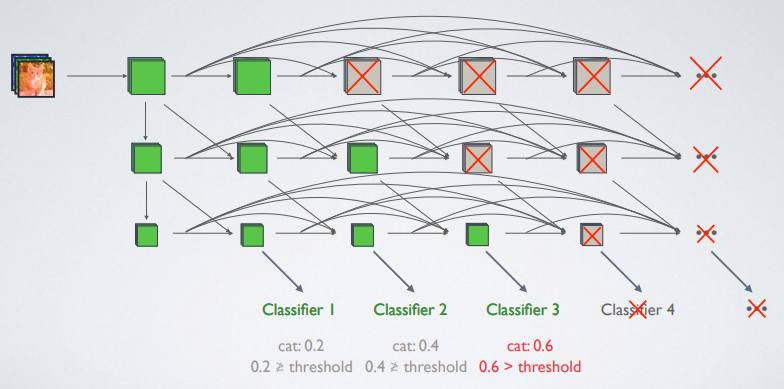 Classifier 1
Classifier 2
Classifier 3
Classifier 4
cat: 0.2
0.2 ≱ threshold
cat: 0.4
0.4 ≱ threshold
cat: 0.6
0.6 > threshold